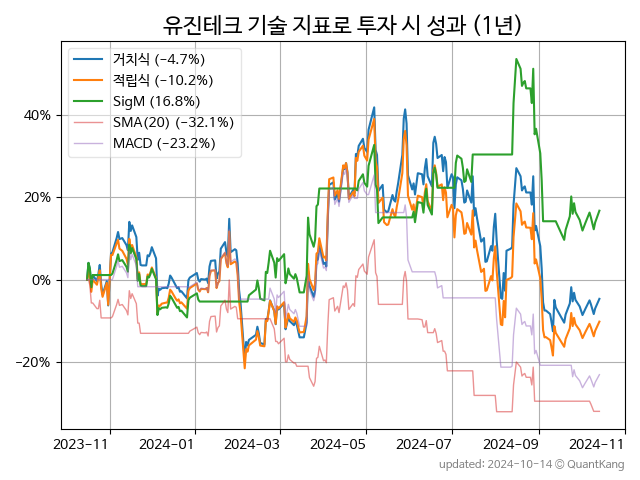 유진테크 기술 지표로 투자 시 성과 (1년)
거치식 (−4.7%)
적립식 (−10.2%)
SigM (16.8%)
SMA(20) (−32.1%)
MACD (−23.2%)
40%
20%
0%
−20%
2023−11 2024−01 2024−03 2024−05 2024−07 2024−09 2024−11
updated: 2024-10-14 © QuantKang